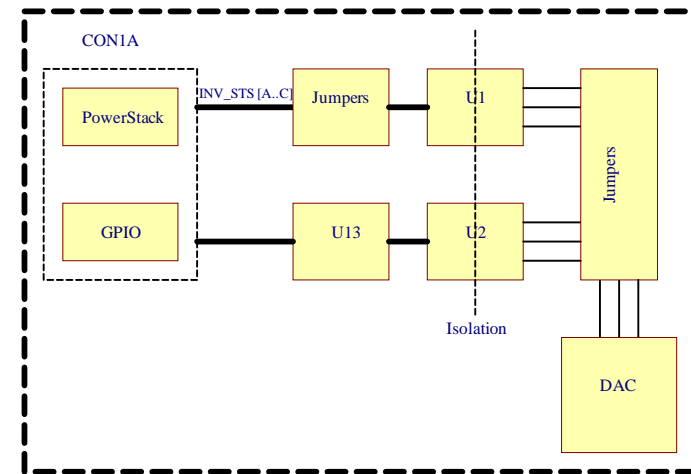 CON1A
PowerStack
INV_STS [A..C]
Jumpers
U1
Jumpers
GPIO
U13
U2
Isolation
DAC